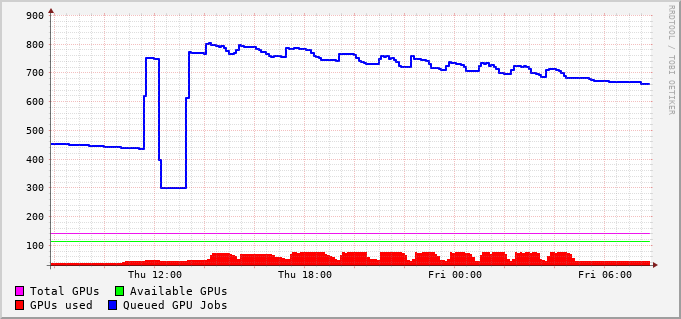 900
800
700
600
500
400
300
200
100
Thu 12:00 Thu 18:00 Fri 00:00 Fri 06:00
Total GPUs Available GPUs
GPUs used Queued GPU Jobs
RRDTOOL / TOBI OETIKER